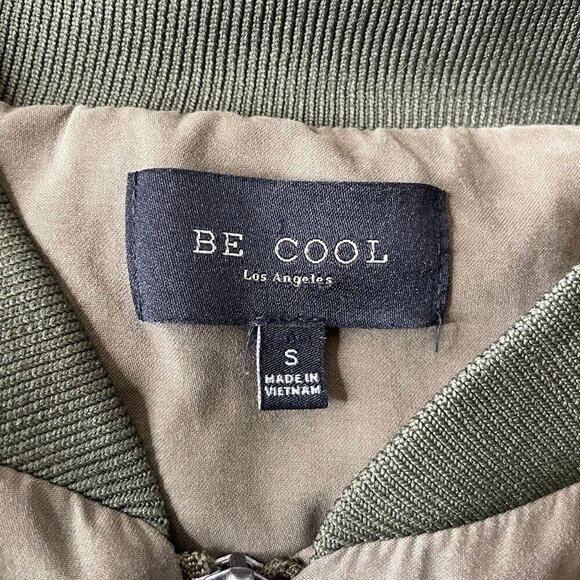 BE COOL
Los Angeles
S
MADE IN
VIETNAM